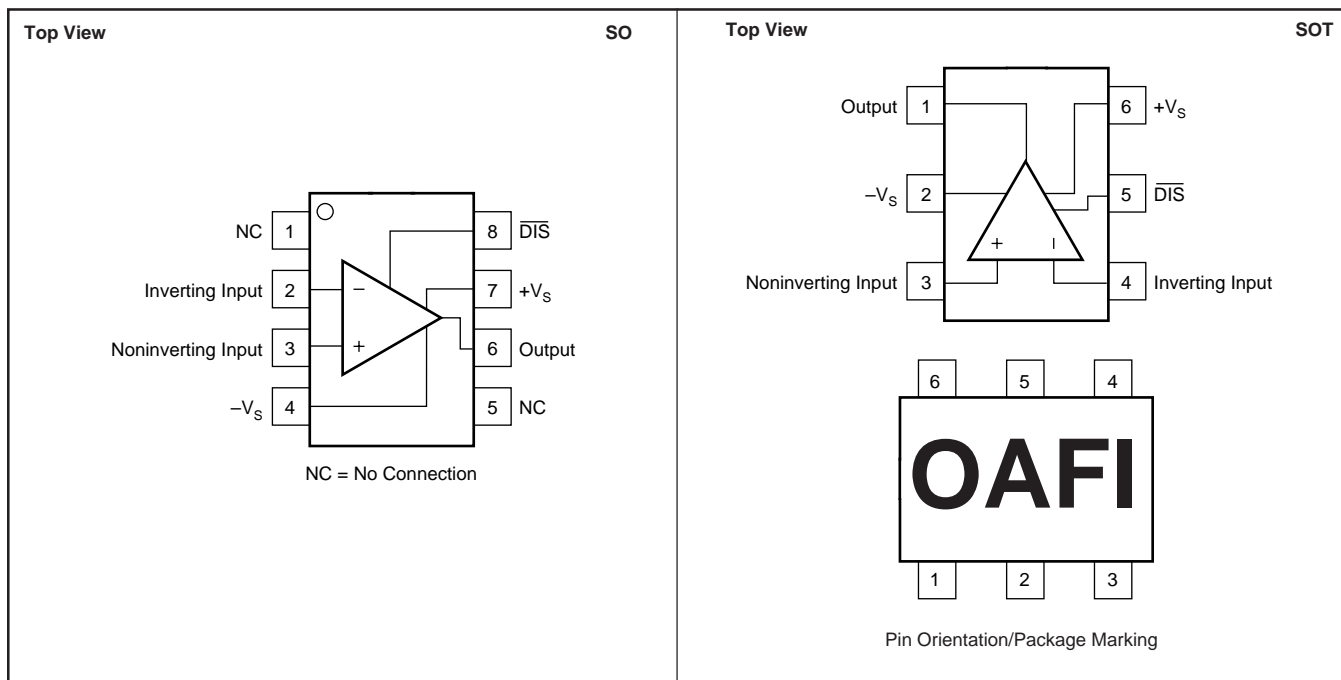 Top View SO
NC 1 8 D̅I̅S̅
Inverting Input 2 − 7 +VS
Noninverting Input 3 + 6 Output
–VS 4 5 NC
NC = No Connection
Top View SOT
Output 1 6 +VS
–VS 2 5 D̅I̅S̅
Noninverting Input 3 + − 4 Inverting Input
6 5 4
OAFI
1 2 3
Pin Orientation/Package Marking